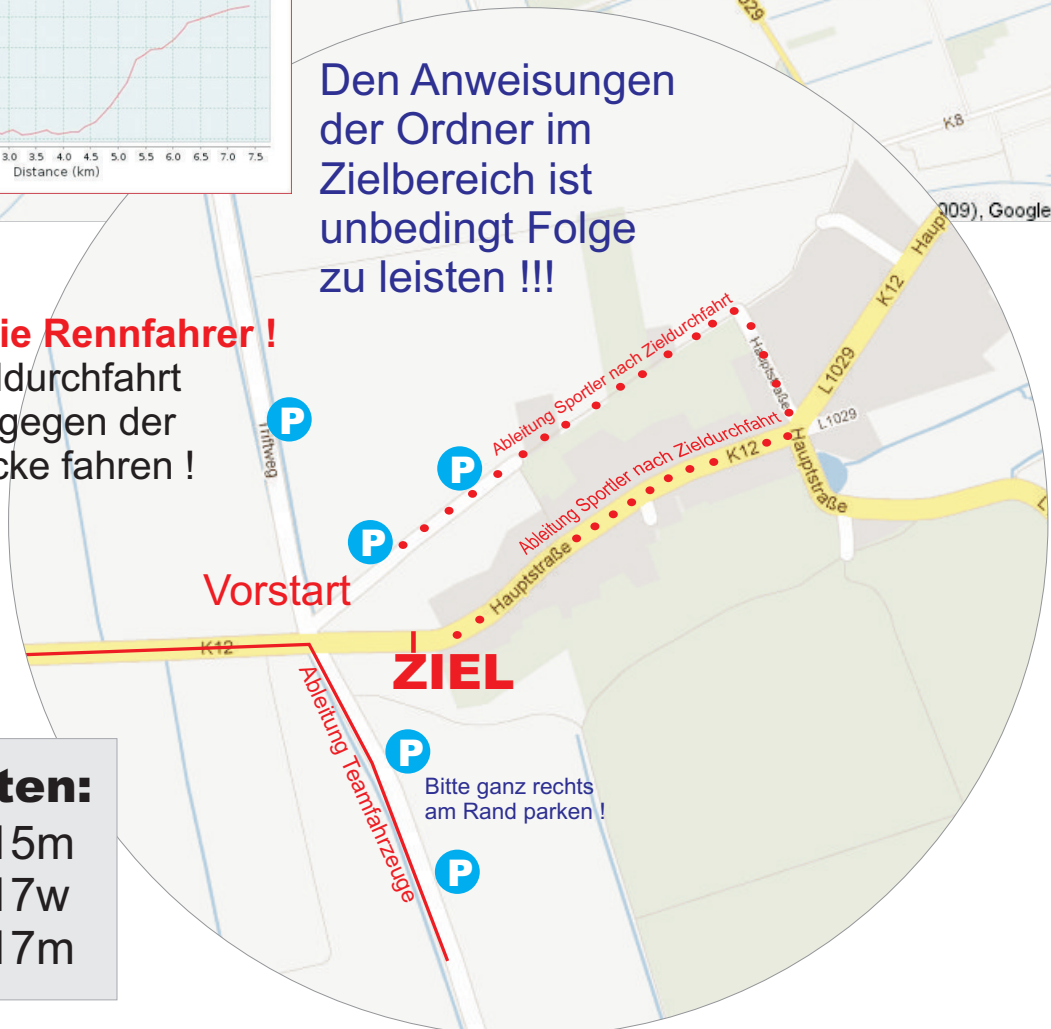 3.0 3.5 4.0 4.5 5.0 5.5 6.0 6.5 7.0 7.5
Distance (km)
K8
009), Google
Den Anweisungen
der Ordner im
Zielbereich ist
unbedingt Folge
zu leisten !!!
ie Rennfahrer !
ldurchfahrt
gegen der
cke fahren !
Triftweg
P
P
P
Ableitung Sportler nach Zieldurchfahrt
Hauptstraße
Haupt
K12
L1029
L1029
Ableitung Sportler nach Zieldurchfahrt
K12
Hauptstraße
Hauptstraße
Vorstart
K12
ZIEL
Ableitung Teamfahrzeuge
P
Bitte ganz rechts
am Rand parken !
P
ten:
15m
17w
17m